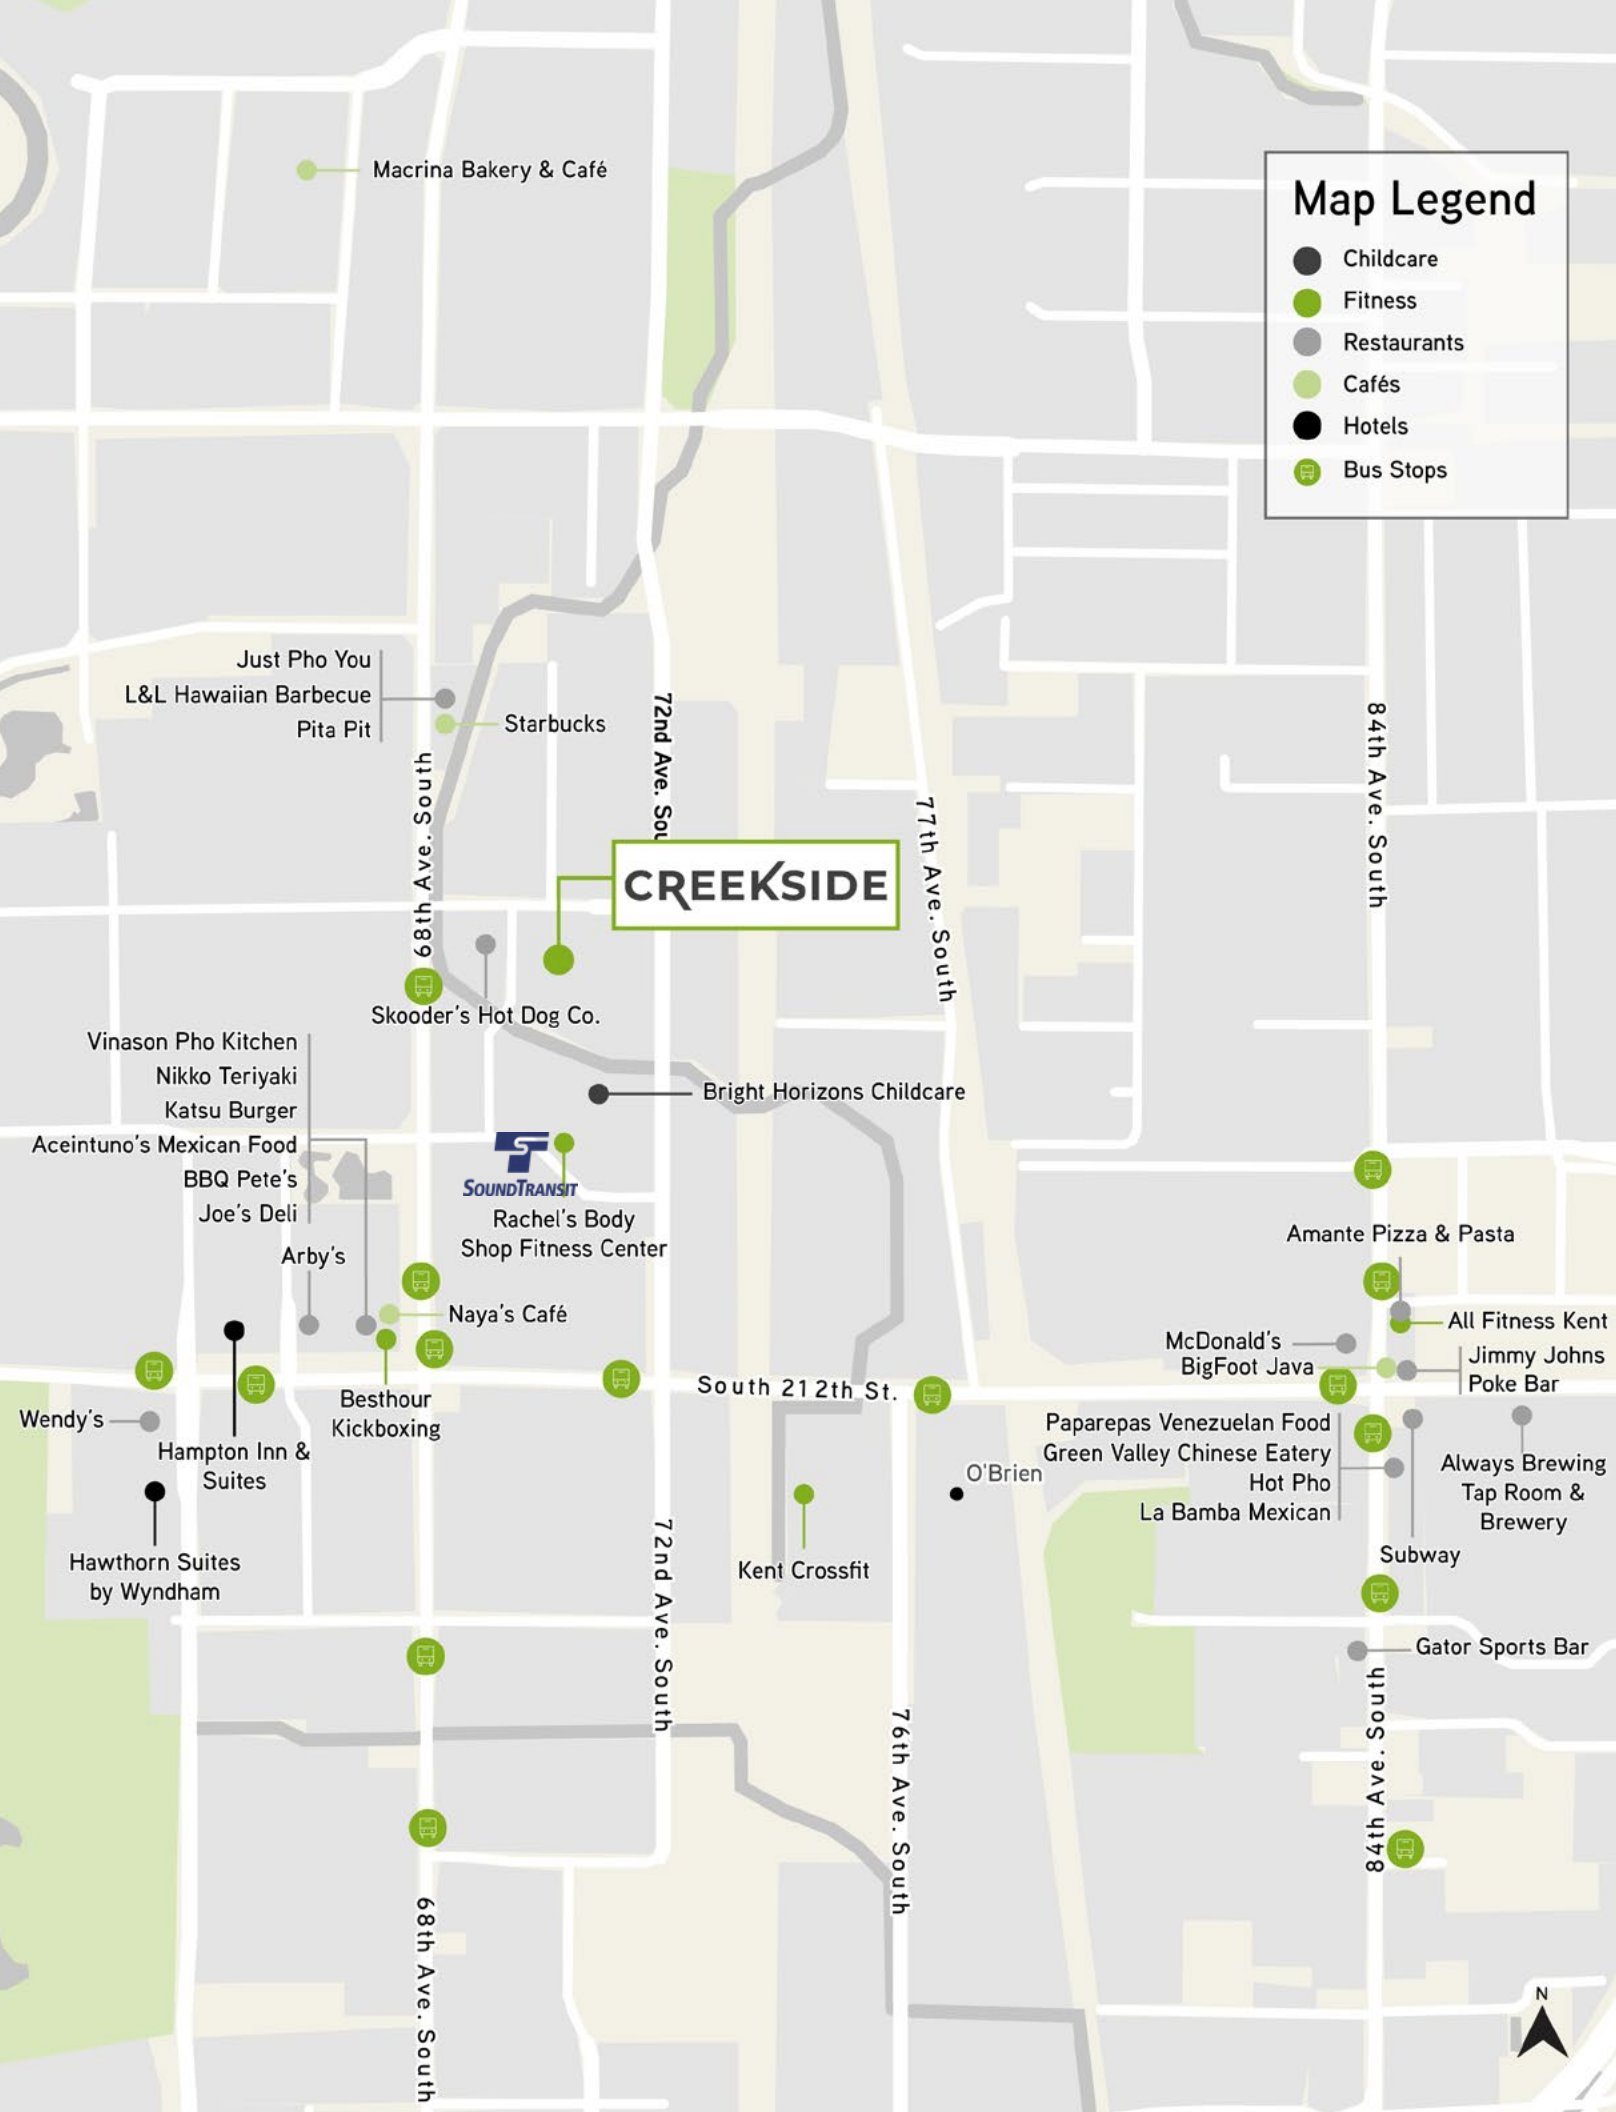 Macrina Bakery & Café
Map Legend
Childcare
Fitness
Restaurants
Cafés
Hotels
Bus Stops
Just Pho You
L&L Hawaiian Barbecue
Pita Pit
Starbucks
68th Ave. South
72nd Ave. Sou
77th Ave. South
84th Ave. South
CREEKSIDE
Skooder's Hot Dog Co.
Vinason Pho Kitchen
Nikko Teriyaki
Katsu Burger
Aceintuno's Mexican Food
BBQ Pete's
Joe's Deli
Bright Horizons Childcare
SOUNDTRANSIT
Rachel's Body
Shop Fitness Center
Arby's
Naya's Café
Amante Pizza & Pasta
All Fitness Kent
McDonald's
BigFoot Java
Jimmy Johns
Poke Bar
South 212th St.
Besthour
Kickboxing
Wendy's
Hampton Inn &
Suites
Hawthorn Suites
by Wyndham
Kent Crossfit
O'Brien
Paparepas Venezuelan Food
Green Valley Chinese Eatery
Hot Pho
La Bamba Mexican
Always Brewing
Tap Room &
Brewery
Subway
Gator Sports Bar
72nd Ave. South
76th Ave. South
84th Ave. South
68th Ave. South
N